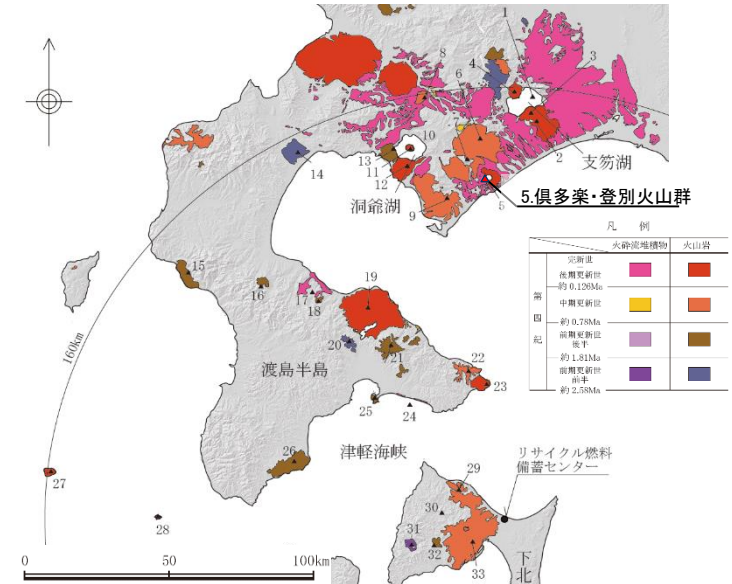 1
8
3
6
4
支笏湖
2
10
13
11
12
14
洞爺湖
9
5
5.倶多楽・登別火山群
凡 例
火砕流堆積物 火山岩
第四紀
完新世
後期更新世
約 0.126Ma
中期更新世
約 0.78Ma
前期更新世
後半
約 1.81Ma
前期更新世
前半
約 2.58Ma
15
16
17
18
19
20
21
160km
渡島半島
22
23
24
25
津軽海峡
26
27
28
リサイクル燃料
備蓄センター
29
30
31
32
33
下北
0 50 100km